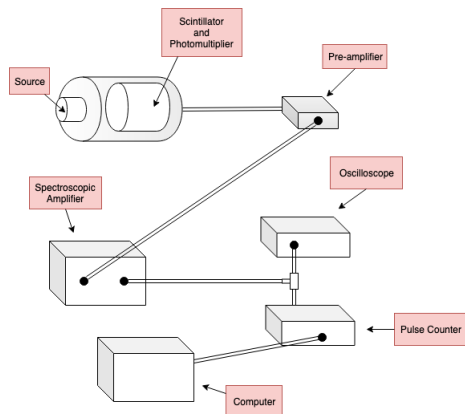 Scintillator
and
Photomultiplier
Pre-amplifier
Source
Spectroscopic
Amplifier
Oscilloscope
Pulse Counter
Computer